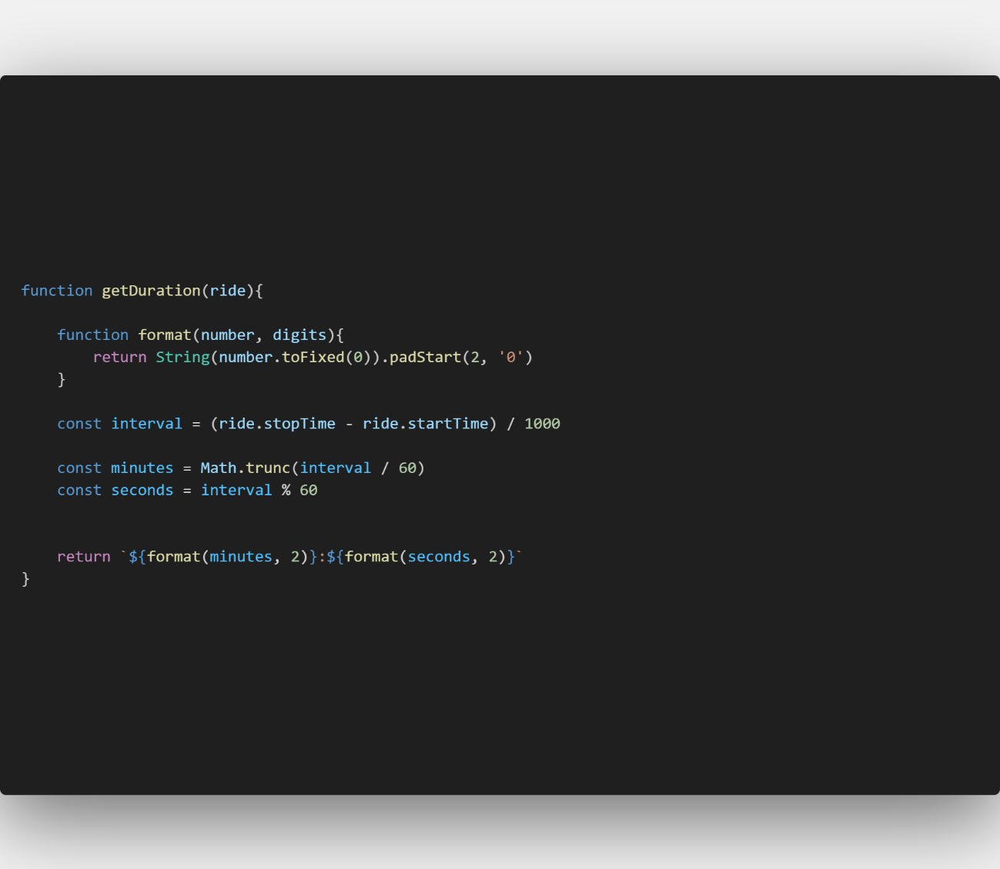 function getDuration(ride){
    function format(number, digits){
        return String(number.toFixed(0)).padStart(2, '0')
    }
    const interval = (ride.stopTime - ride.startTime) / 1000
    const minutes = Math.trunc(interval / 60)
    const seconds = interval % 60
    return `${format(minutes, 2)}:${format(seconds, 2)}`
}